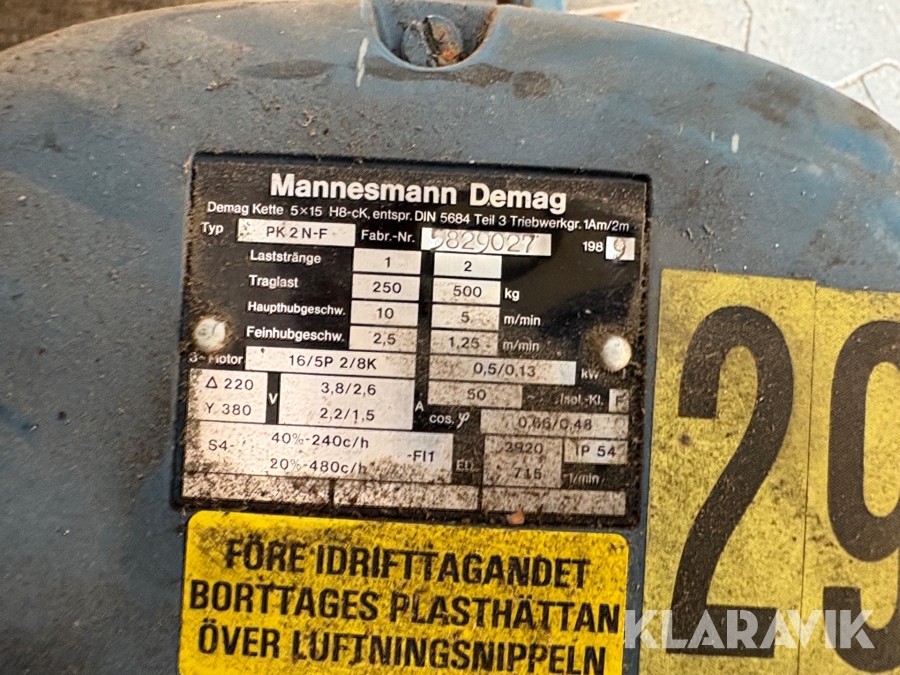 Mannesmann Demag
Demag Kette 5×15 H8-cK, entspr. DIN 5684 Teil 3 Triebwerkgr. 1Am/2m
Typ PK 2 N-F Fabr.-Nr. 5829027 198 9
Laststränge 1 2
Traglast 250 500 kg
Haupthubgeschw. 10 5 m/min
Feinhubgeschw. 2,5 1,25 m/min
3~ Motor 16/5P 2/8K 0,5/0,13 kW
Δ 220 V 3,8/2,6 A 50 ~ Isol.-Kl. F
Y 380 2,2/1,5 cos. φ 0,66/0,48
S4- 40%-240c/h -FI1 ED 2920 IP 54
20%-480c/h 715 1/min
29
FÖRE IDRIFTTAGANDET
BORTTAGES PLASTHÄTTAN
ÖVER LUFTNINGSNIPPELN
KLARAVIK